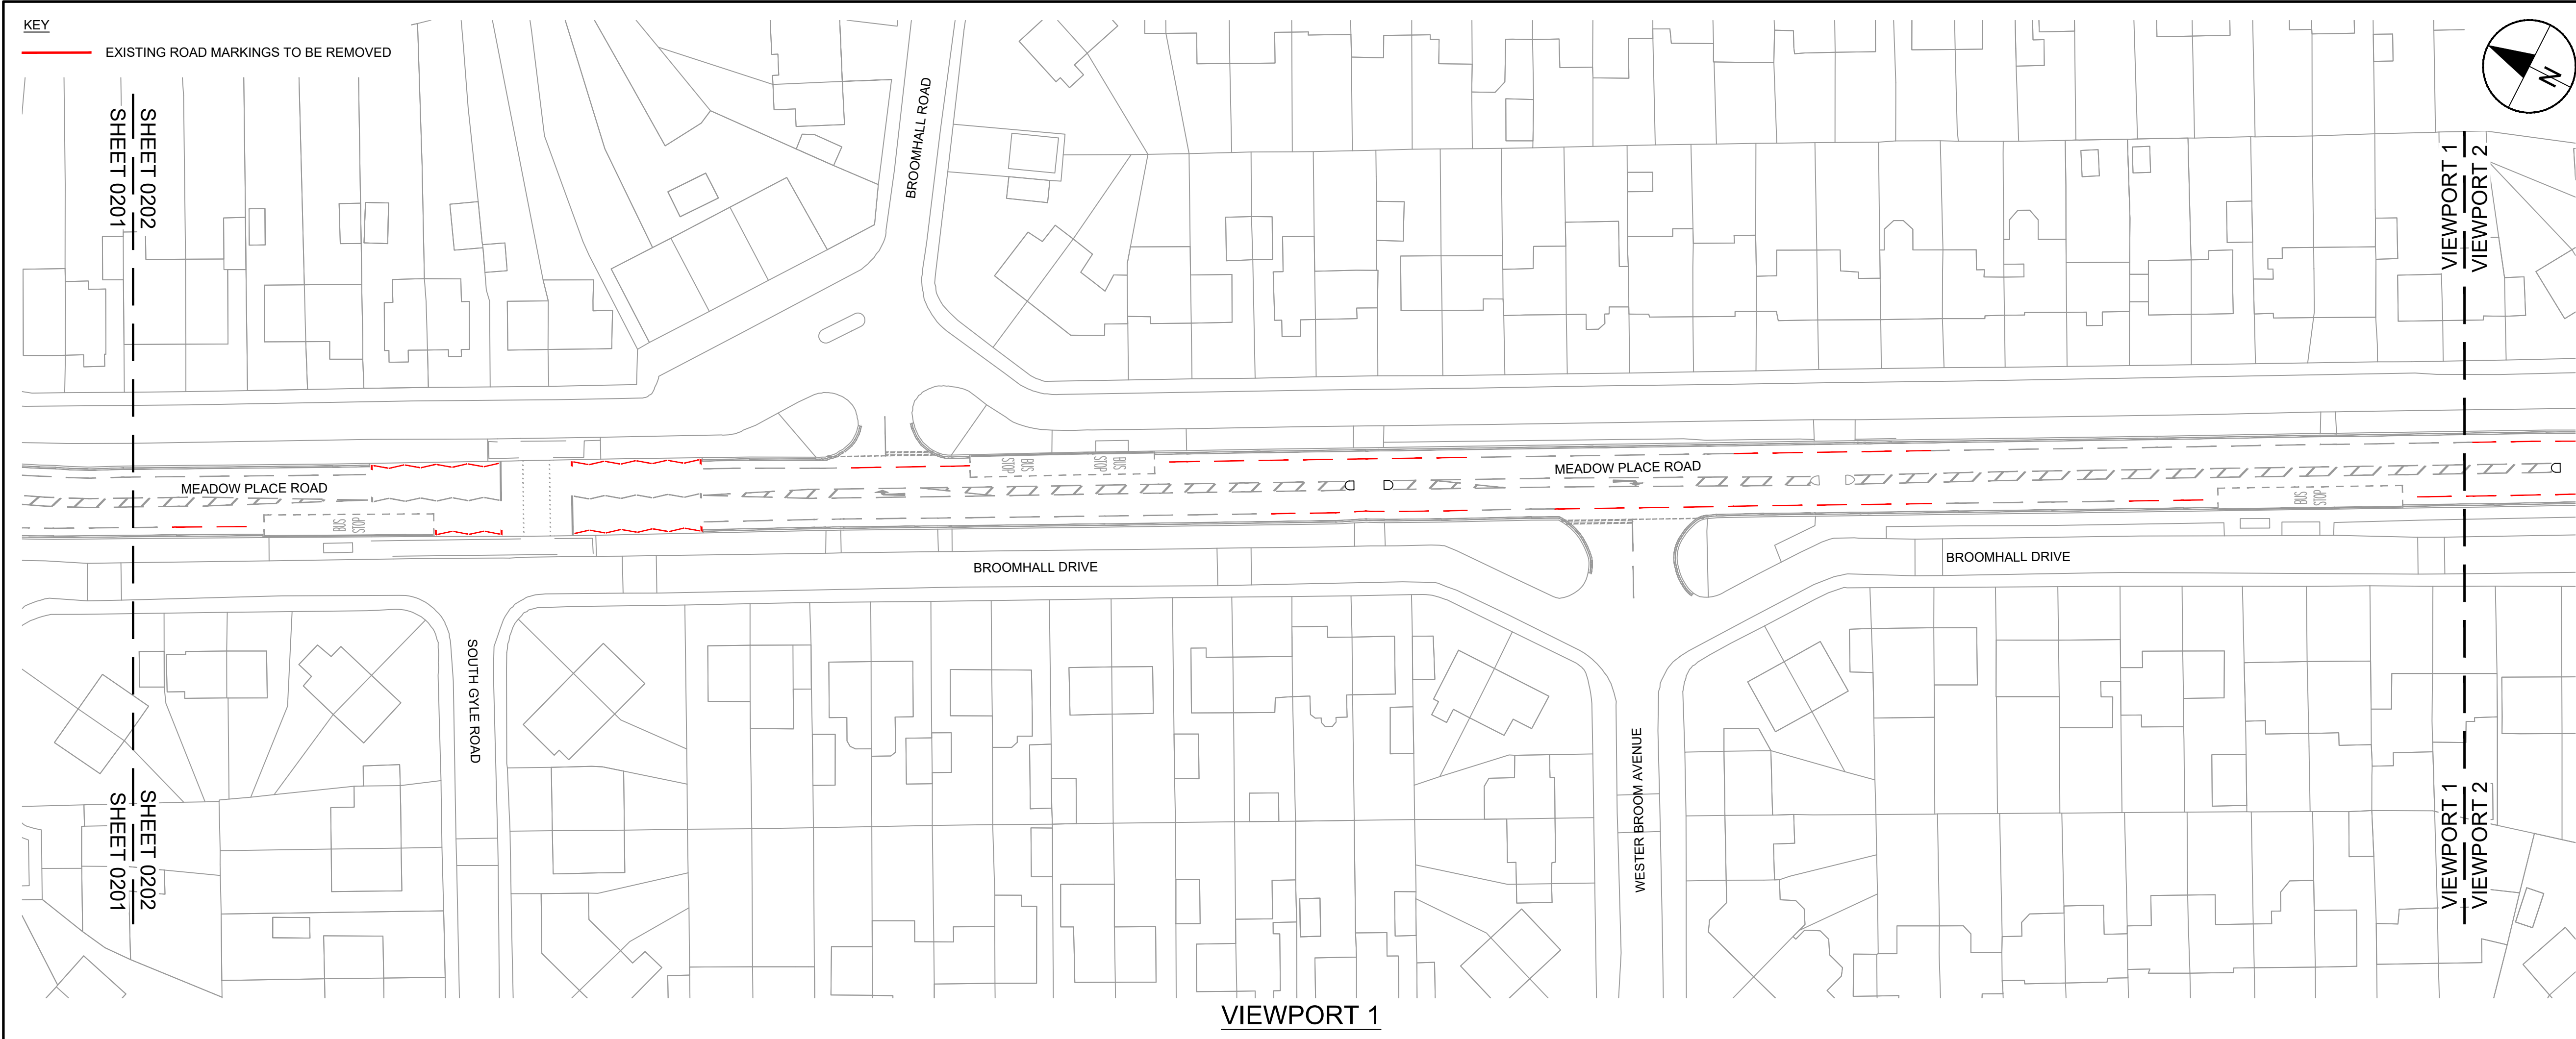 KEY
EXISTING ROAD MARKINGS TO BE REMOVED
N
SHEET 0202
SHEET 0201
BROOMHALL ROAD
VIEWPORT 1
VIEWPORT 2
MEADOW PLACE ROAD
BUS
STOP
BUS
STOP
BUS
STOP
MEADOW PLACE ROAD
BUS
STOP
BROOMHALL DRIVE
BROOMHALL DRIVE
SOUTH GYLE ROAD
WESTER BROOM AVENUE
SHEET 0202
SHEET 0201
VIEWPORT 1
VIEWPORT 2
VIEWPORT 1